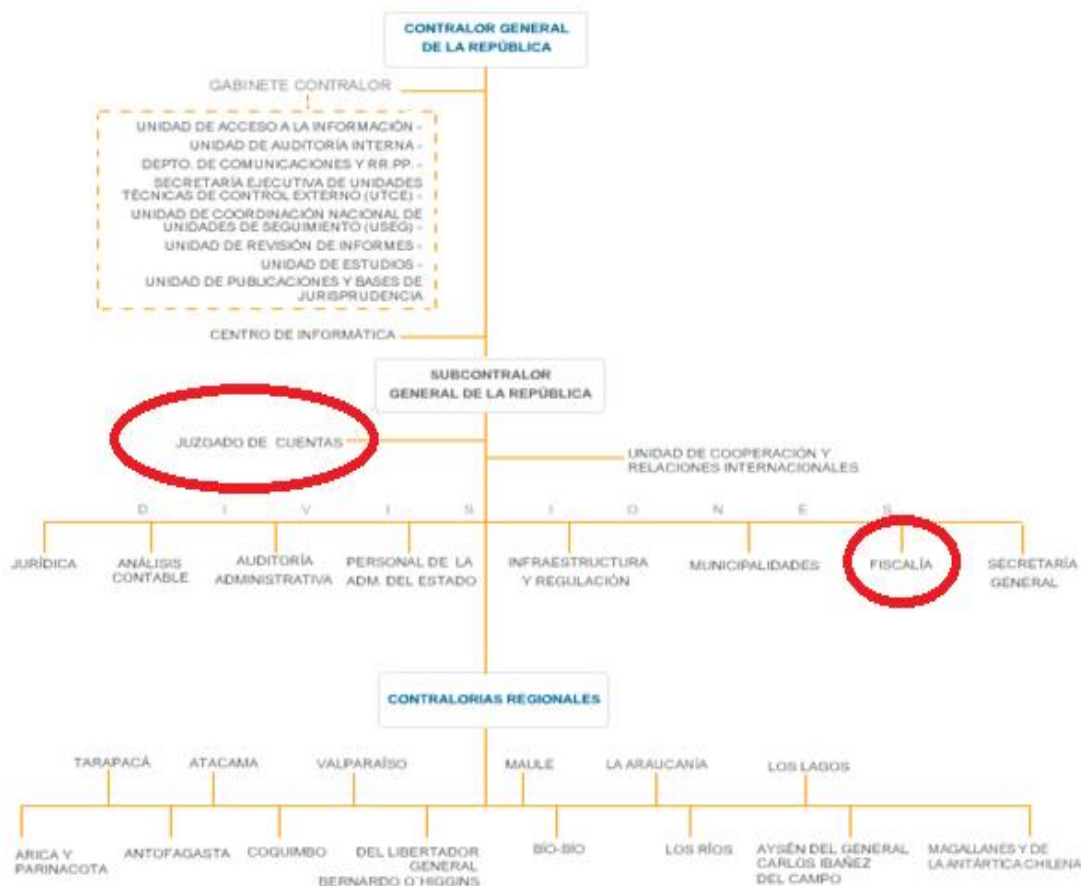 CONTRALOR GENERAL
DE LA REPÚBLICA
GABINETE CONTRALOR
UNIDAD DE ACCESO A LA INFORMACIÓN -
UNIDAD DE AUDITORÍA INTERNA -
DEPTO. DE COMUNICACIONES Y RR.PP. -
SECRETARÍA EJECUTIVA DE UNIDADES
TÉCNICAS DE CONTROL EXTERNO (UTCE) -
UNIDAD DE COORDINACIÓN NACIONAL DE
UNIDADES DE SEGUIMIENTO (USEG) -
UNIDAD DE REVISIÓN DE INFORMES -
UNIDAD DE ESTUDIOS -
UNIDAD DE PUBLICACIONES Y BASES DE
JURISPRUDENCIA
CENTRO DE INFORMÁTICA
SUBCONTRALOR
GENERAL DE LA REPÚBLICA
JUZGADO DE CUENTAS
UNIDAD DE COOPERACIÓN Y
RELACIONES INTERNACIONALES
D I V I S I O N E S
JURÍDICA
ANÁLISIS
CONTABLE
AUDITORÍA
ADMINISTRATIVA
PERSONAL DE LA
ADM. DEL ESTADO
INFRAESTRUCTURA
Y REGULACIÓN
MUNICIPALIDADES
FISCALÍA
SECRETARÍA
GENERAL
CONTRALORIAS REGIONALES
TARAPACÁ
ATACAMA
VALPARAÍSO
MAULE
LA ARAUCANÍA
LOS LAGOS
ARICA Y
PARINACOTA
ANTOFAGASTA
COQUIMBO
DEL LIBERTADOR
GENERAL
BERNARDO O´HIGGINS
BÍO-BÍO
LOS RÍOS
AYSÉN DEL GENERAL
CARLOS IBAÑEZ
DEL CAMPO
MAGALLANES Y DE
LA ANTÁRTICA CHILENA